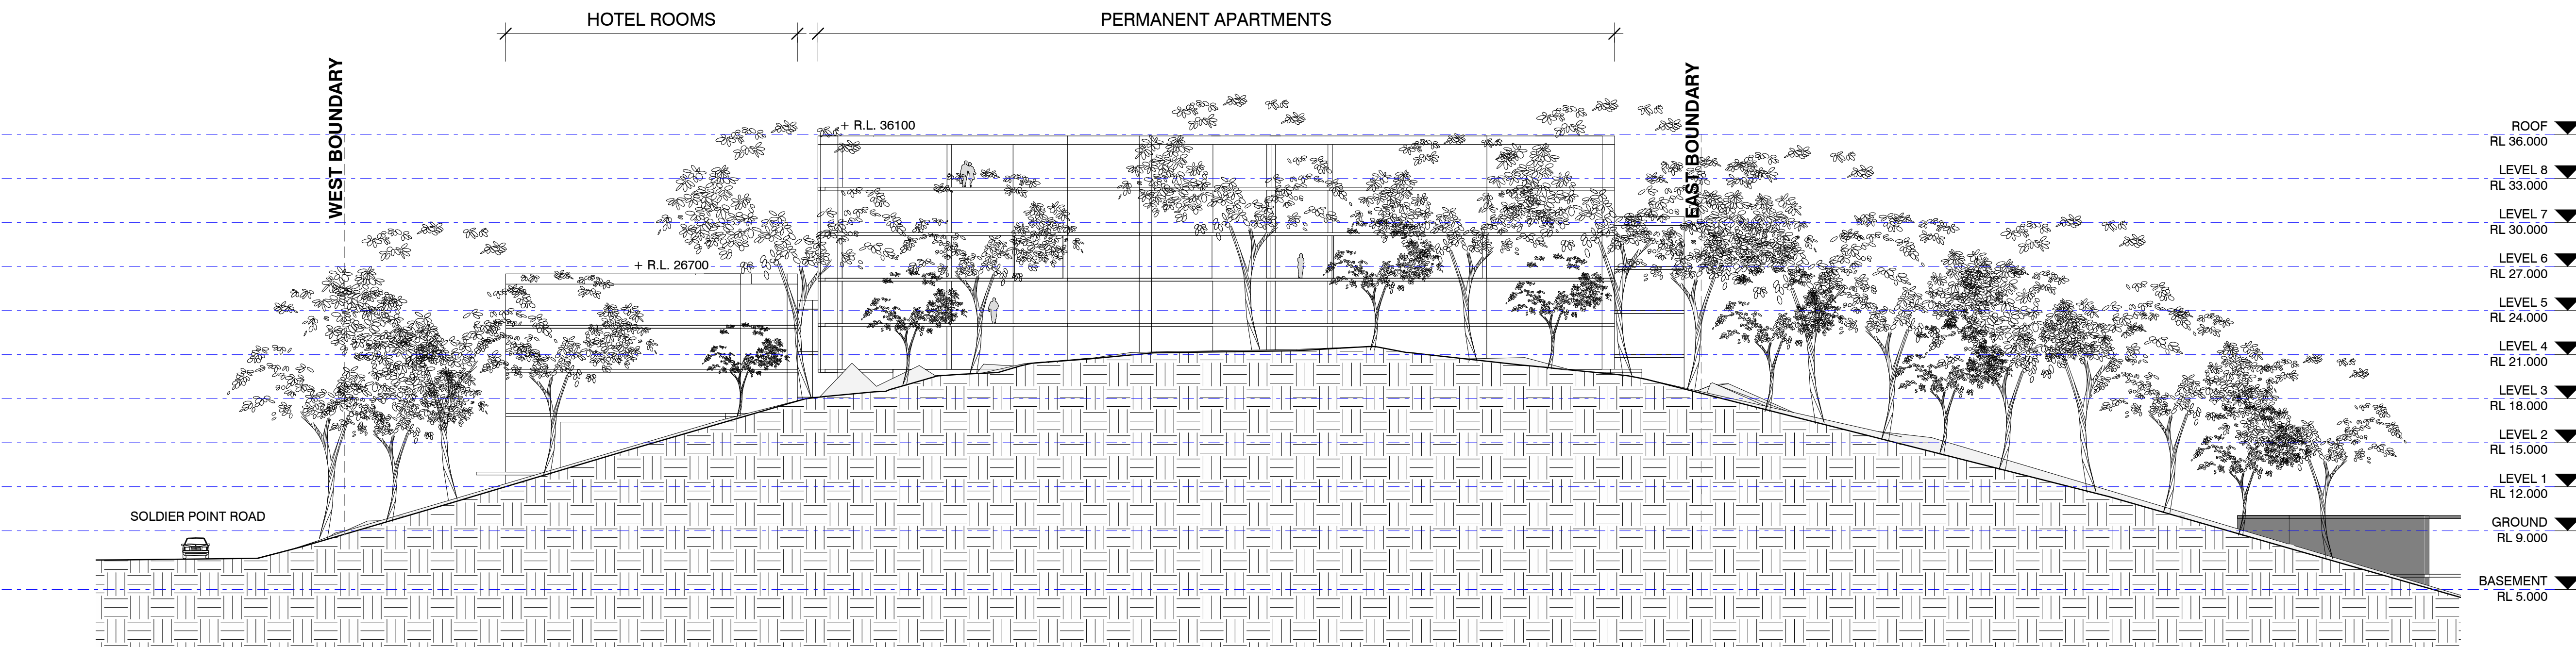 HOTEL ROOMS
PERMANENT APARTMENTS
WEST BOUNDARY
EAST BOUNDARY
+ R.L. 36100
+ R.L. 26700
SOLDIER POINT ROAD
ROOF
RL 36.000
LEVEL 8
RL 33.000
LEVEL 7
RL 30.000
LEVEL 6
RL 27.000
LEVEL 5
RL 24.000
LEVEL 4
RL 21.000
LEVEL 3
RL 18.000
LEVEL 2
RL 15.000
LEVEL 1
RL 12.000
GROUND
RL 9.000
BASEMENT
RL 5.000